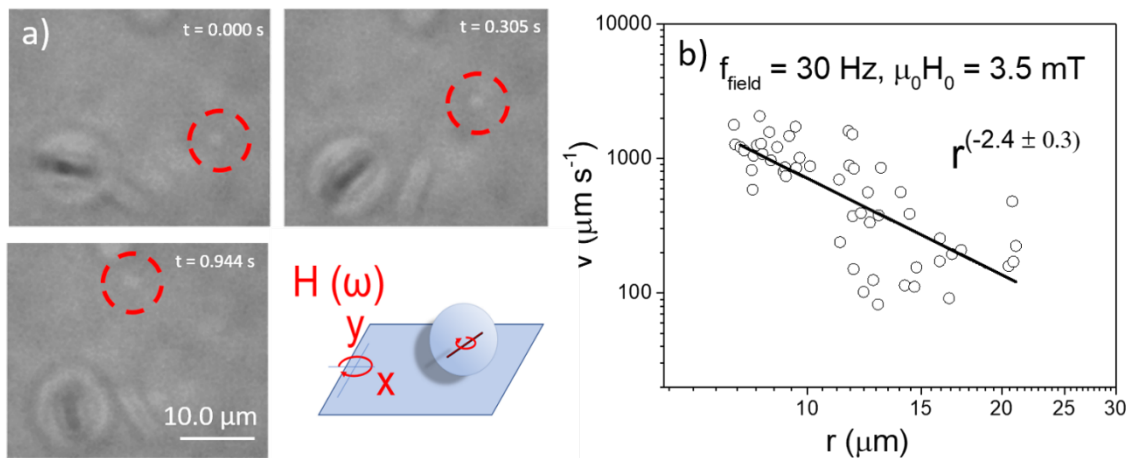 a)
t = 0.000 s
t = 0.305 s
t = 0.944 s
10.0 μm
H (ω)
y
x
b)
f_field = 30 Hz, μ₀H₀ = 3.5 mT
r^(-2.4 ± 0.3)
v (μm s⁻¹)
10000
1000
100
10
15
20
25
30
r (μm)